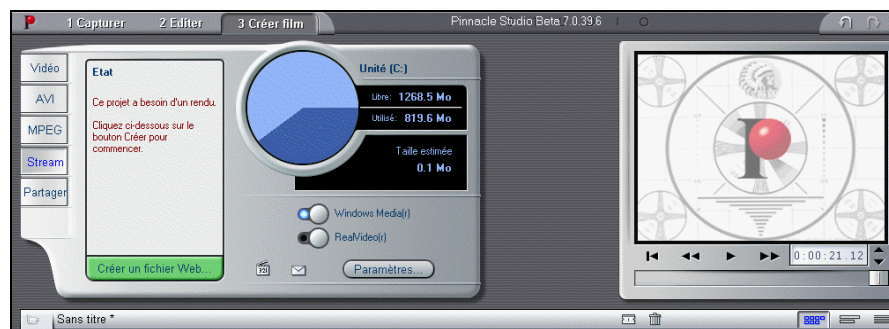 1 Capturer
2 Editer
3 Créer film
Pinnacle Studio Beta 7.0.39.6
Vidéo
AVI
MPEG
Stream
Partager
Etat
Ce projet a besoin d'un rendu.
Cliquez ci-dessous sur le
bouton Créer pour
commencer.
Créer un fichier Web...
Unité (C:)
Libre: 1268.5 Mo
Utilisé: 819.6 Mo
Taille estimée
0.1 Mo
Windows Media(r)
RealVideo(r)
Paramètres...
0:00:21.12
Sans titre *